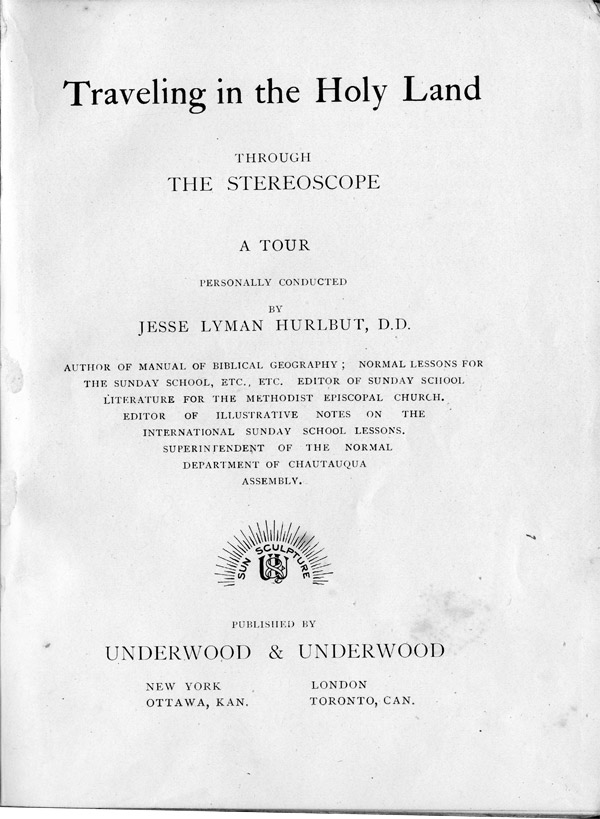 Traveling in the Holy Land
THROUGH
THE STEREOSCOPE
A TOUR
PERSONALLY CONDUCTED
BY
JESSE LYMAN HURLBUT, D.D.
AUTHOR OF MANUAL OF BIBLICAL GEOGRAPHY; NORMAL LESSONS FOR
THE SUNDAY SCHOOL, ETC., ETC. EDITOR OF SUNDAY SCHOOL
LITERATURE FOR THE METHODIST EPISCOPAL CHURCH.
EDITOR OF ILLUSTRATIVE NOTES ON THE
INTERNATIONAL SUNDAY SCHOOL LESSONS.
SUPERINTENDENT OF THE NORMAL
DEPARTMENT OF CHAUTAUQUA
ASSEMBLY.
SUN SCULPTURE
U&U
PUBLISHED BY
UNDERWOOD & UNDERWOOD
NEW YORK LONDON
OTTAWA, KAN. TORONTO, CAN.